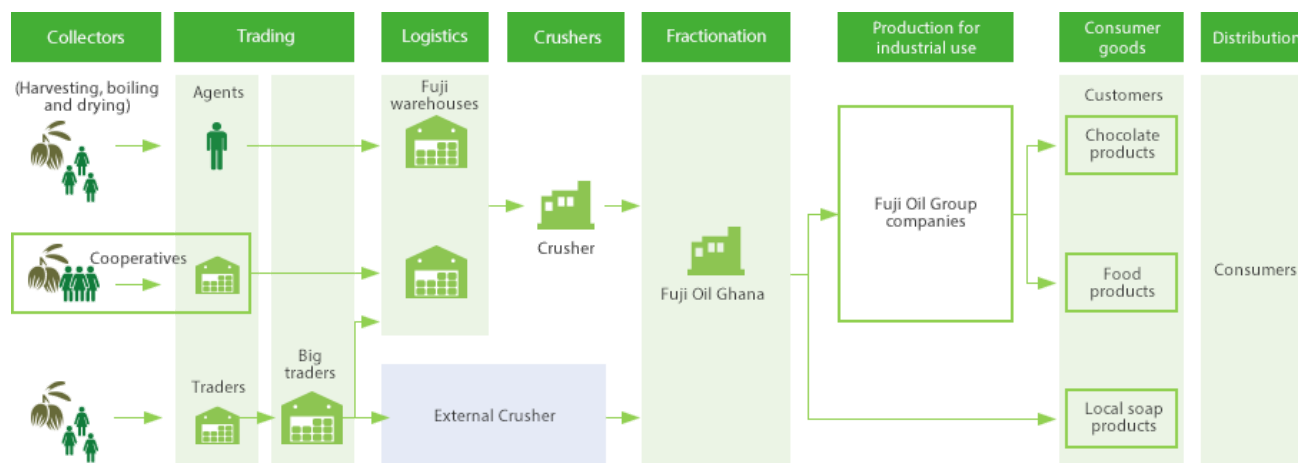 Collectors
Trading
Logistics
Crushers
Fractionation
Production for
industrial use
Consumer
goods
Distribution
(Harvesting, boiling
and drying)
Agents
Fuji
warehouses
Customers
Chocolate
products
Crusher
Fuji Oil Group
companies
Cooperatives
Fuji Oil Ghana
Food
products
Consumers
Big
traders
Traders
External Crusher
Local soap
products